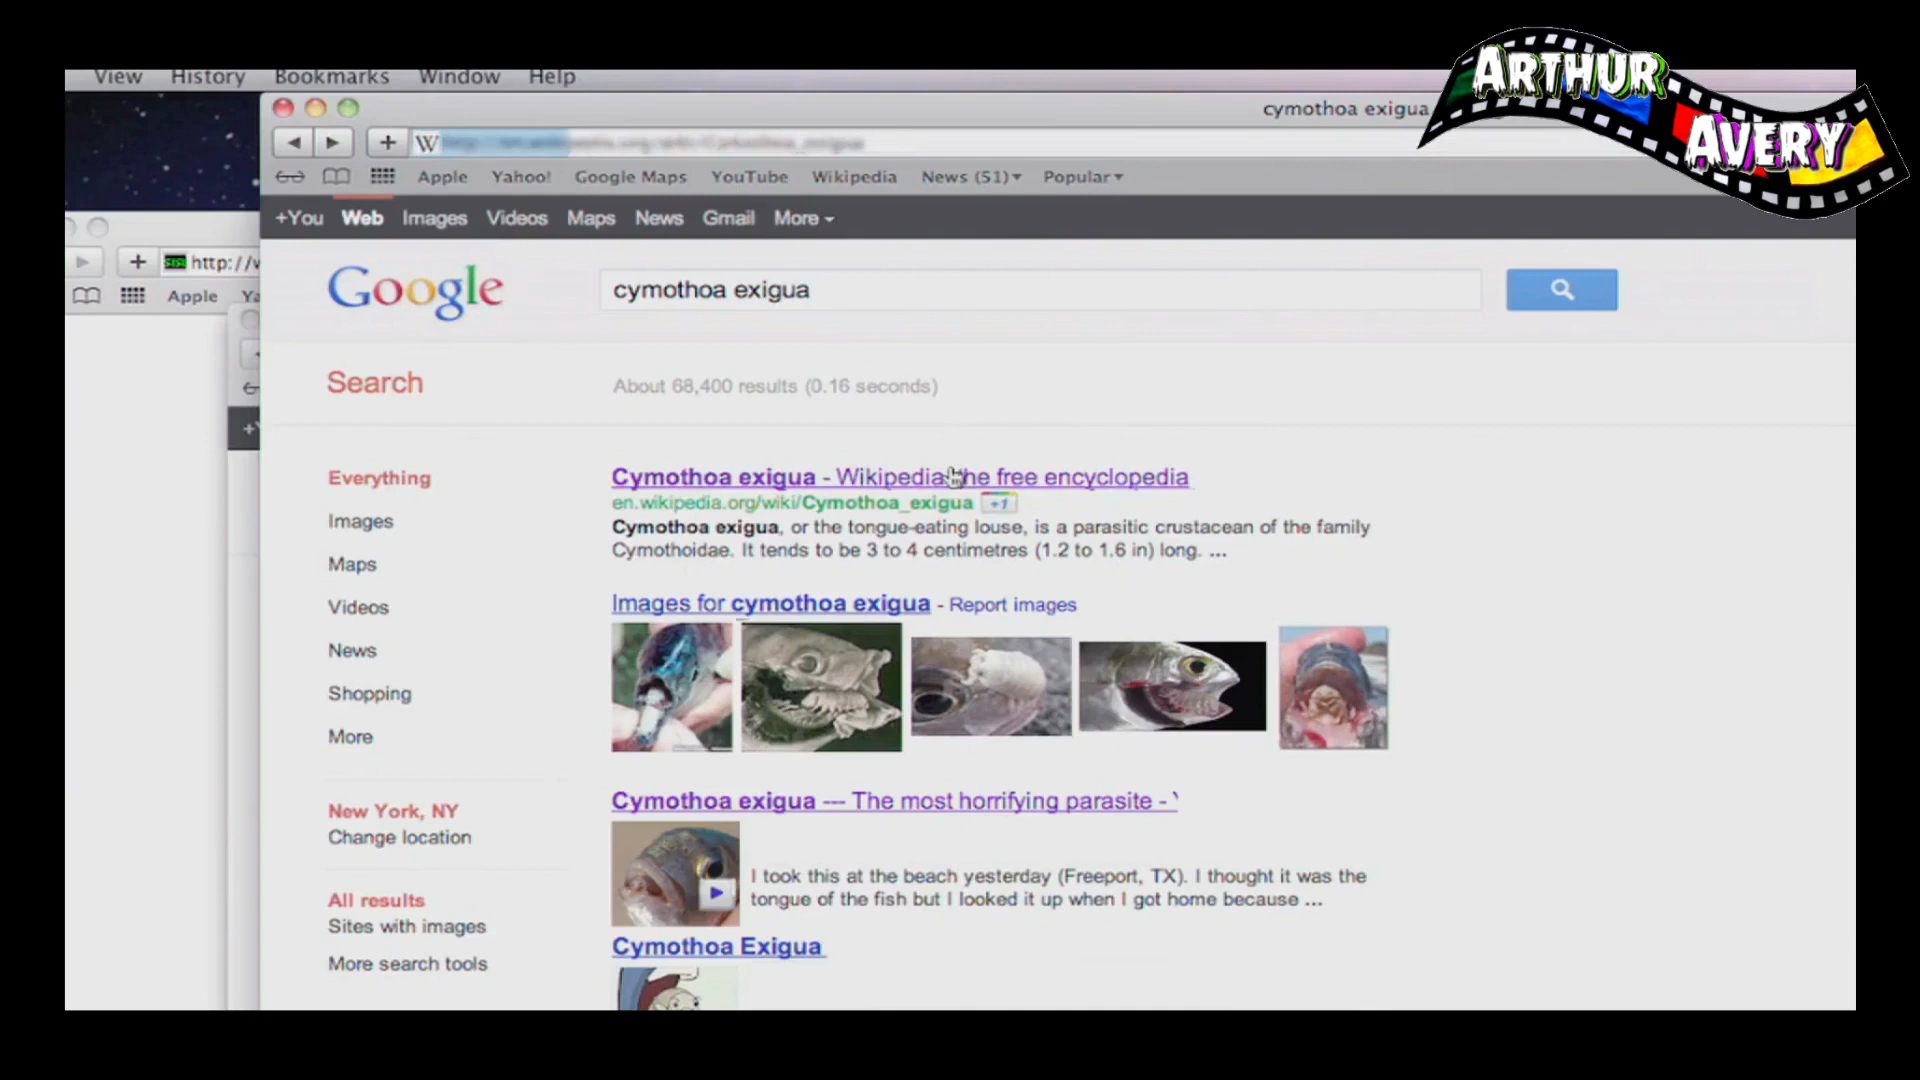 View History Bookmarks Window Help
ARTHUR
AVERY
cymothoa exigua
Apple Yahoo! Google Maps YouTube Wikipedia News (51) Popular
+You Web Images Videos Maps News Gmail More
http://w
Apple
Google
cymothoa exigua
Search
About 68,400 results (0.16 seconds)
Everything
Images
Maps
Videos
News
Shopping
More
New York, NY
Change location
All results
Sites with images
More search tools
Cymothoa exigua - Wikipedia the free encyclopedia
en.wikipedia.org/wiki/Cymothoa_exigua +1
Cymothoa exigua, or the tongue-eating louse, is a parasitic crustacean of the family
Cymothoidae. It tends to be 3 to 4 centimetres (1.2 to 1.6 in) long. ...
Images for cymothoa exigua - Report images
Cymothoa exigua --- The most horrifying parasite - 
I took this at the beach yesterday (Freeport, TX). I thought it was the
tongue of the fish but I looked it up when I got home because ...
Cymothoa Exigua